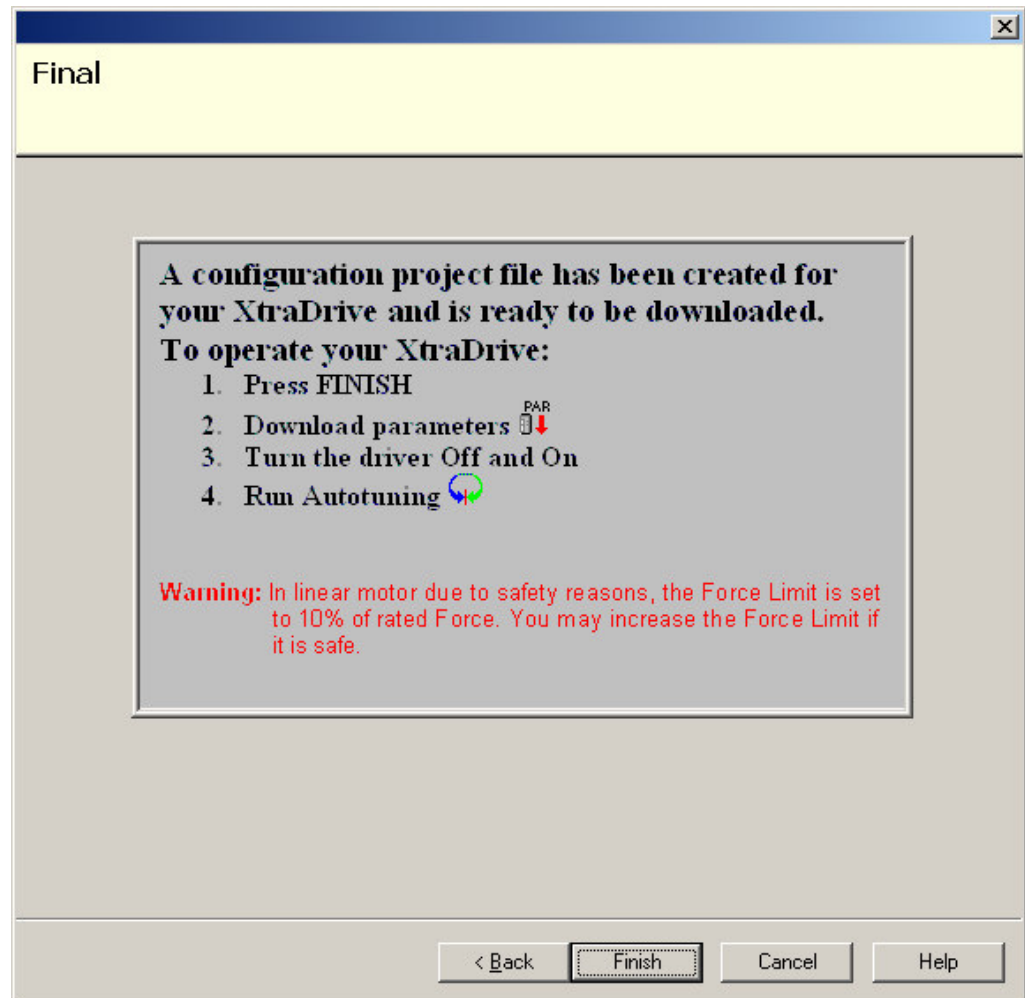 Final
A configuration project file has been created for
your XtraDrive and is ready to be downloaded.
To operate your XtraDrive:
1. Press FINISH
2. Download parameters PAR
3. Turn the driver Off and On
4. Run Autotuning
Warning: In linear motor due to safety reasons, the Force Limit is set
to 10% of rated Force. You may increase the Force Limit if
it is safe.
< Back Finish Cancel Help